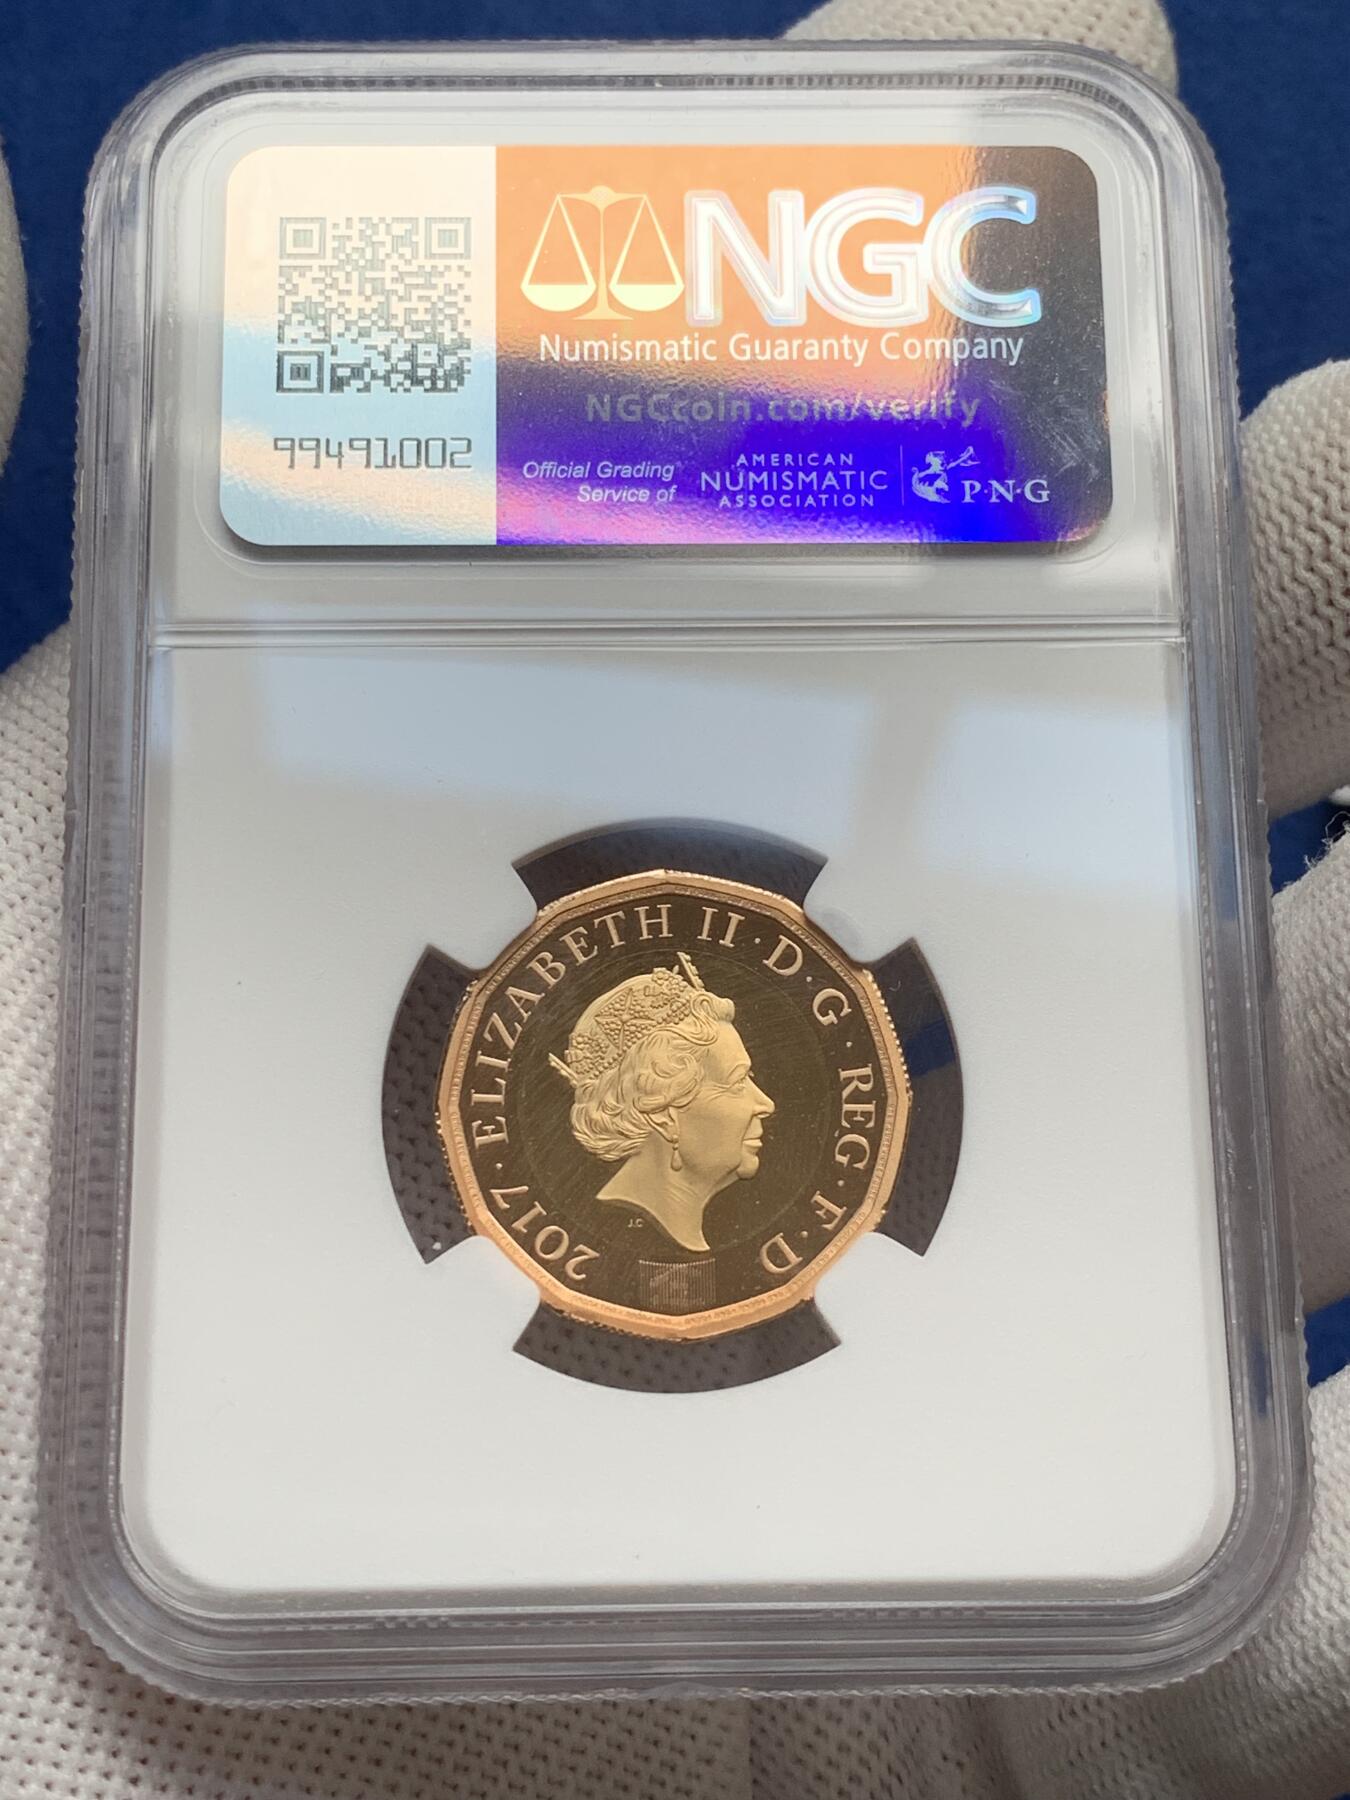 NGC
Numismatic Guaranty Company
NGCcoin.com/verify
99491002
Official Grading
Service of
AMERICAN
NUMISMATIC
ASSOCIATION
P·N·G
2017 · ELIZABETH II · D · G · REG · F · D
J.C